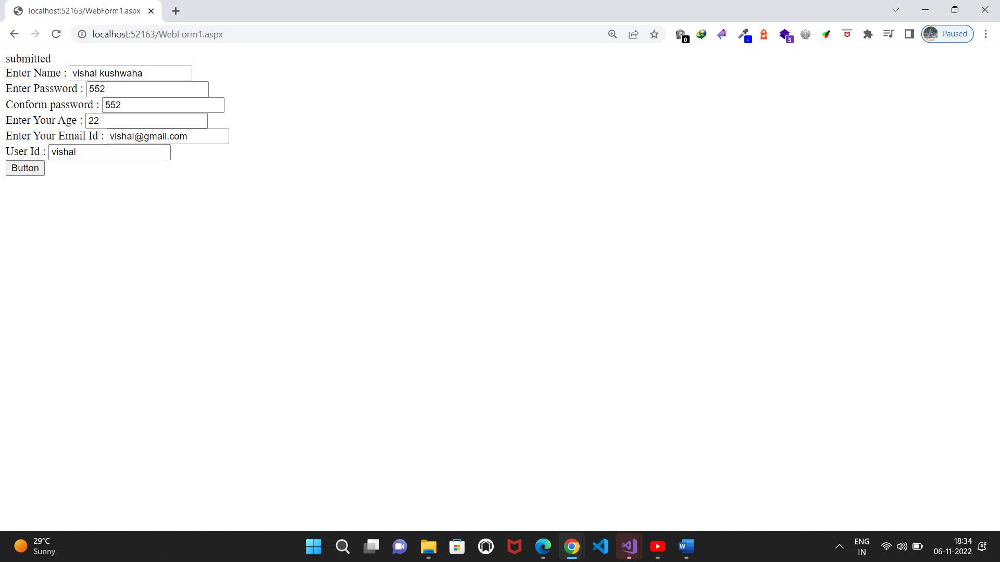 localhost:52163/WebForm1.aspx
localhost:52163/WebForm1.aspx
0
3
Paused
submitted
Enter Name : vishal kushwaha
Enter Password : 552
Conform password : 552
Enter Your Age : 22
Enter Your Email Id : vishal@gmail.com
User Id : vishal
Button
29°C
Sunny
W
ENG
IN
18:34
06-11-2022